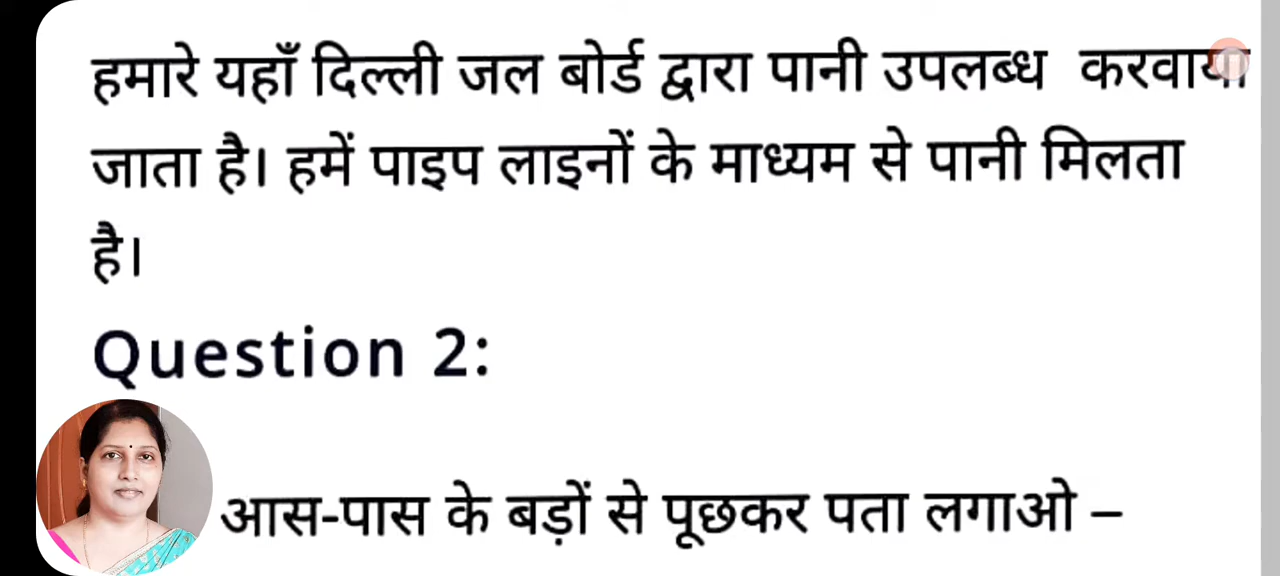 हमारे यहाँ दिल्ली जल बोर्ड द्वारा पानी उपलब्ध करवाया
जाता है। हमें पाइप लाइनों के माध्यम से पानी मिलता
है।
Question 2:
आस-पास के बड़ों से पूछकर पता लगाओ –